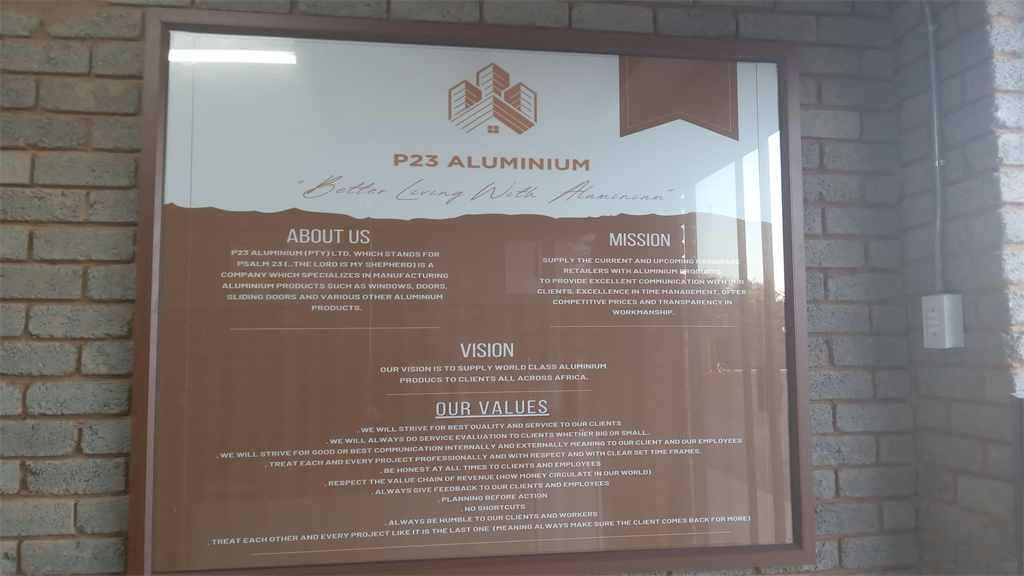 P23 ALUMINIUM
"Better Living With Aluminium"
ABOUT US
P23 ALUMINIUM (PTY) LTD, WHICH STANDS FOR
PSALM 23 (...THE LORD IS MY SHEPHERD) IS A
COMPANY WHICH SPECIALIZES IN MANUFACTURING
ALUMINIUM PRODUCTS SUCH AS WINDOWS, DOORS,
SLIDING DOORS AND VARIOUS OTHER ALUMINIUM
PRODUCTS.
MISSION
SUPPLY THE CURRENT AND UPCOMING HARDWARE
RETAILERS WITH ALUMINIUM PRODUCTS
TO PROVIDE EXCELLENT COMMUNICATION WITH OUR
CLIENTS, EXCELLENCE IN TIME MANAGEMENT, OFFER
COMPETITIVE PRICES AND TRANSPARENCY IN
WORKMANSHIP.
VISION
OUR VISION IS TO SUPPLY WORLD CLASS ALUMINIUM
PRODUCS TO CLIENTS ALL ACROSS AFRICA.
OUR VALUES
. WE WILL STRIVE FOR BEST QUALITY AND SERVICE TO OUR CLIENTS
. WE WILL ALWAYS DO SERVICE EVALUATION TO CLIENTS WHETHER BIG OR SMALL.
. WE WILL STRIVE FOR GOOD OR BEST COMMUNICATION INTERNALLY AND EXTERNALLY MEANING TO OUR CLIENT AND OUR EMPLOYEES
. TREAT EACH AND EVERY PROJECT PROFESSIONALLY AND WITH RESPECT AND WITH CLEAR SET TIME FRAMES.
. BE HONEST AT ALL TIMES TO CLIENTS AND EMPLOYEES
. RESPECT THE VALUE CHAIN OF REVENUE (HOW MONEY CIRCULATE IN OUR WORLD)
. ALWAYS GIVE FEEDBACK TO OUR CLIENTS AND EMPLOYEES
. PLANNING BEFORE ACTION
. NO SHORTCUTS
. ALWAYS BE HUMBLE TO OUR CLIENTS AND WORKERS
. TREAT EACH OTHER AND EVERY PROJECT LIKE IT IS THE LAST ONE (MEANING ALWAYS MAKE SURE THE CLIENT COMES BACK FOR MORE)